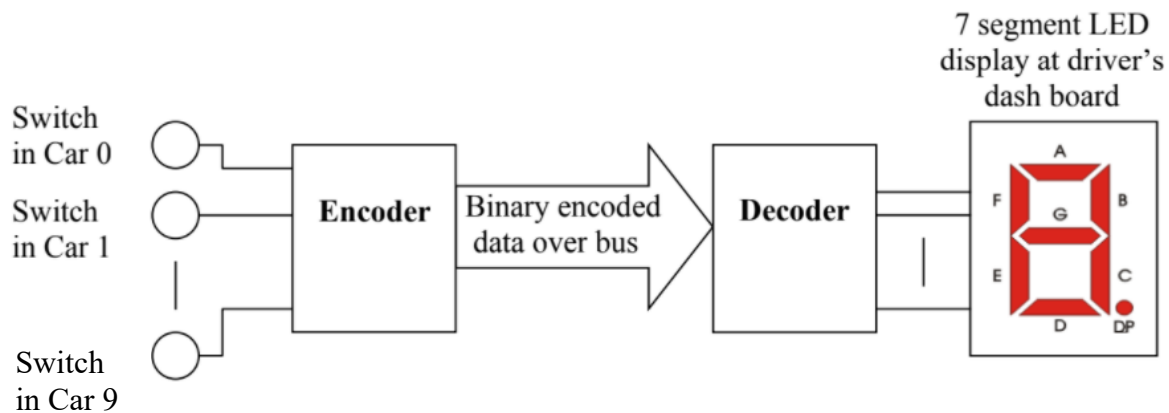 7 segment LED
display at driver's
dash board
Switch
in Car 0
Switch
in Car 1
Switch
in Car 9
Encoder
Binary encoded
data over bus
Decoder
A
F
B
G
E
C
D
DP